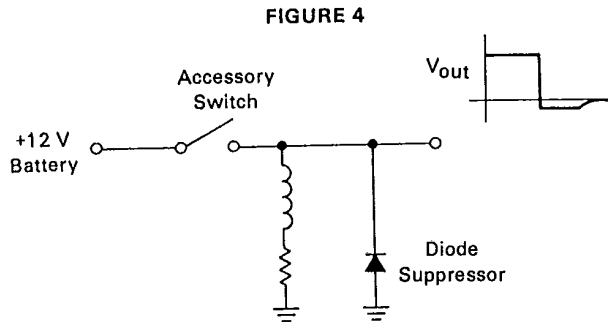 FIGURE 4
Vout
Accessory
Switch
+12 V
Battery
Diode
Suppressor